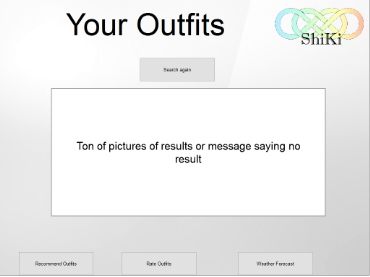 Your Outfits
ShiKi
Search again
Ton of pictures of results or message saying no
result
Recommend Outfits
Rate Outfits
Weather Forecast